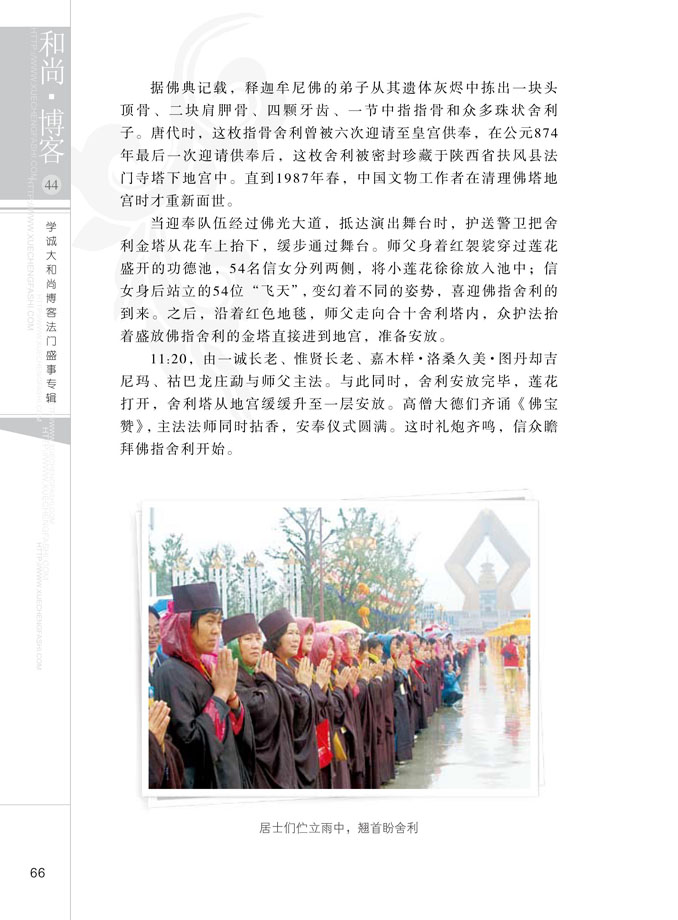 和尚·博客
44
学诚大和尚博客法门盛事专辑
据佛典记载，释迦牟尼佛的弟子从其遗体灰烬中拣出一块头
顶骨、二块肩胛骨、四颗牙齿、一节中指指骨和众多珠状舍利
子。唐代时，这枚指骨舍利曾被六次迎请至皇宫供奉，在公元874
年最后一次迎请供奉后，这枚舍利被密封珍藏于陕西省扶风县法
门寺塔下地宫中。直到1987年春，中国文物工作者在清理佛塔地
宫时才重新面世。
当迎奉队伍经过佛光大道，抵达演出舞台时，护送警卫把舍
利金塔从花车上抬下，缓步通过舞台。师父身着红袈裟穿过莲花
盛开的功德池，54名信女分列两侧，将小莲花徐徐放入池中；信
女身后站立的54位“飞天”，变幻着不同的姿势，喜迎佛指舍利的
到来。之后，沿着红色地毯，师父走向合十舍利塔内，众护法抬
着盛放佛指舍利的金塔直接进到地宫，准备安放。
11:20，由一诚长老、惟贤长老、嘉木样·洛桑久美·图丹却吉
尼玛、祜巴龙庄勐与师父主法。与此同时，舍利安放完毕，莲花
打开，舍利塔从地宫缓缓升至一层安放。高僧大德们齐诵《佛宝
赞》，主法法师同时拈香，安奉仪式圆满。这时礼炮齐鸣，信众瞻
拜佛指舍利开始。
居士们伫立雨中，翘首盼舍利
66